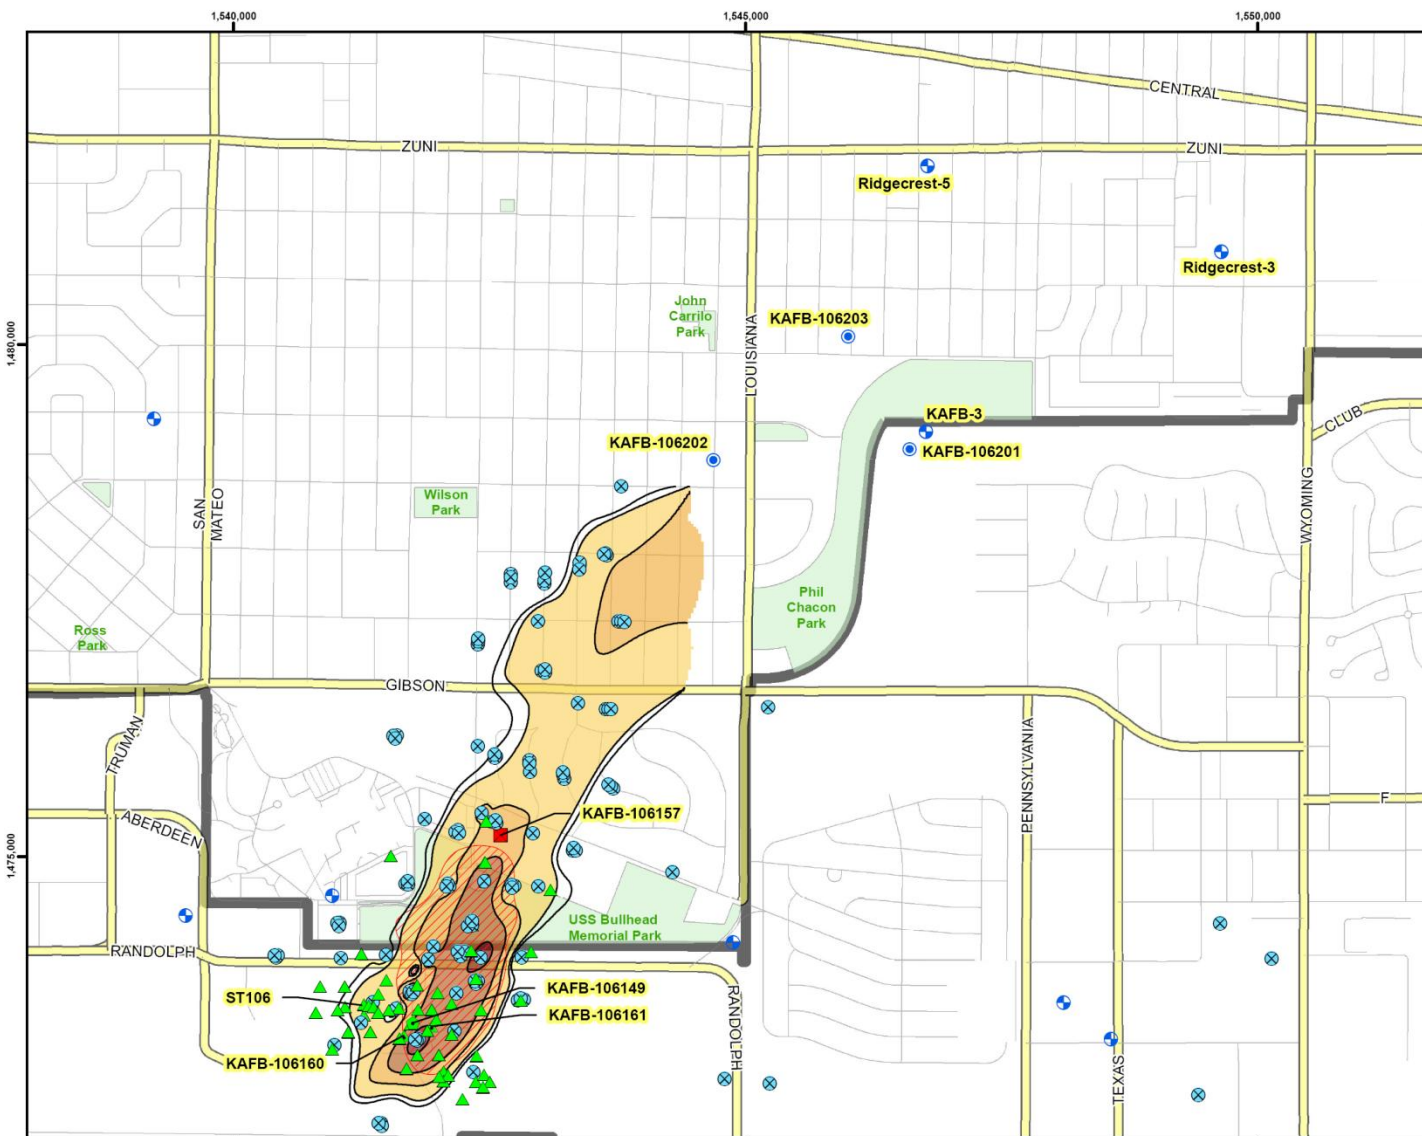 1,540,000
1,545,000
1,550,000
CENTRAL
ZUNI
ZUNI
Ridgecrest-5
Ridgecrest-3
John
Carrilo
Park
KAFB-106203
1,480,000
LOUISIANA
KAFB-3
KAFB-106202
KAFB-106201
CLUB
Wilson
Park
SAN
MATEO
WYOMING
Phil
Chacon
Park
Ross
Park
GIBSON
TRUMAN
PENNSYLVANIA
KAFB-106157
F
ABERDEEN
1,475,000
USS Bullhead
Memorial Park
RANDOLPH
KAFB-106149
ST106
KAFB-106161
RANDOLPH
KAFB-106160
TEXAS